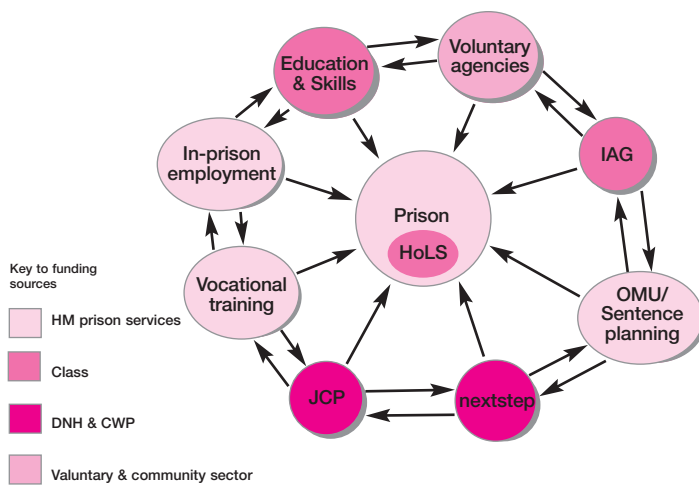 Education
& Skills
Voluntary
agencies
In-prison
employment
IAG
Prison
HoLS
Vocational
training
OMU/
Sentence
planning
JCP
nextstep
Key to funding
sources
HM prison services
Class
DNH & CWP
Valuntary & community sector